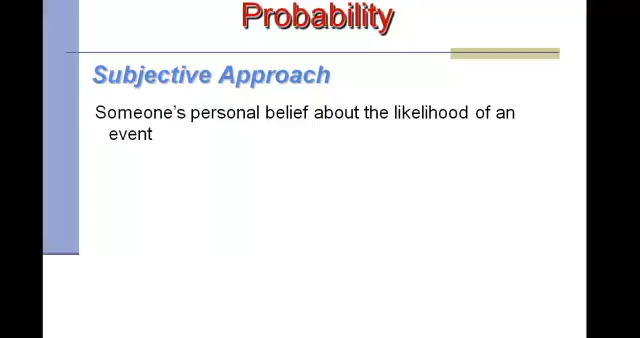 Probability
Subjective Approach
Someone's personal belief about the likelihood of an
event